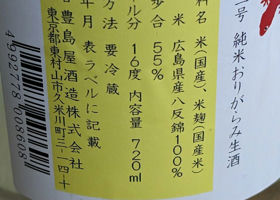 一号 純米おりがらみ生酒
料名 米(国産)、米麹(国産米)
米 広島県産八反錦100%
歩合 55%
ル分 16度 内容量 720ml
方法 要冷蔵
年月 表ラベルに記載
豊島屋酒造株式会社
東京都東村山市久米川町三-一四-十
4992778008608